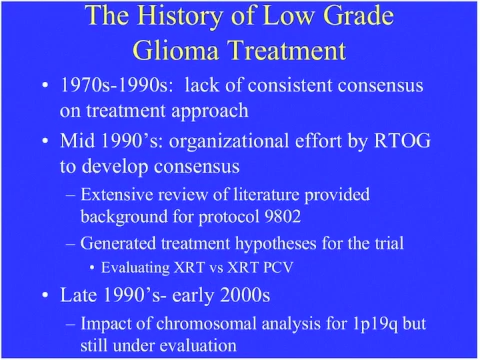 The History of Low Grade
Glioma Treatment
• 1970s-1990s: lack of consistent consensus
on treatment approach
• Mid 1990's: organizational effort by RTOG
to develop consensus
– Extensive review of literature provided
background for protocol 9802
– Generated treatment hypotheses for the trial
• Evaluating XRT vs XRT PCV
• Late 1990's- early 2000s
– Impact of chromosomal analysis for 1p19q but
still under evaluation